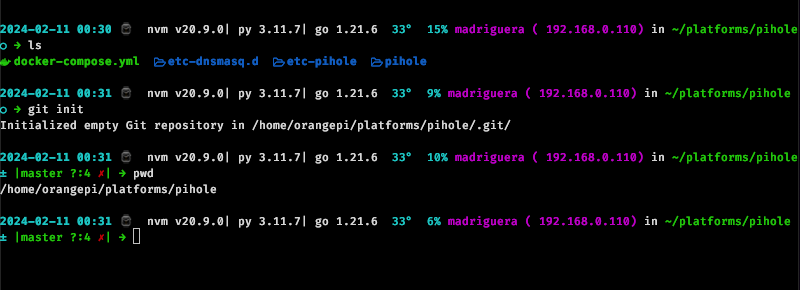 2024-02-11 00:30 nvm v20.9.0| py 3.11.7| go 1.21.6 33° 15% madriguera ( 192.168.0.110) in ~/platforms/pihole
○ → ls
docker-compose.yml etc-dnsmasq.d etc-pihole pihole
2024-02-11 00:31 nvm v20.9.0| py 3.11.7| go 1.21.6 33° 9% madriguera ( 192.168.0.110) in ~/platforms/pihole
○ → git init
Initialized empty Git repository in /home/orangepi/platforms/pihole/.git/
2024-02-11 00:31 nvm v20.9.0| py 3.11.7| go 1.21.6 33° 10% madriguera ( 192.168.0.110) in ~/platforms/pihole
± |master ?:4 ✗| → pwd
/home/orangepi/platforms/pihole
2024-02-11 00:31 nvm v20.9.0| py 3.11.7| go 1.21.6 33° 6% madriguera ( 192.168.0.110) in ~/platforms/pihole
± |master ?:4 ✗| →